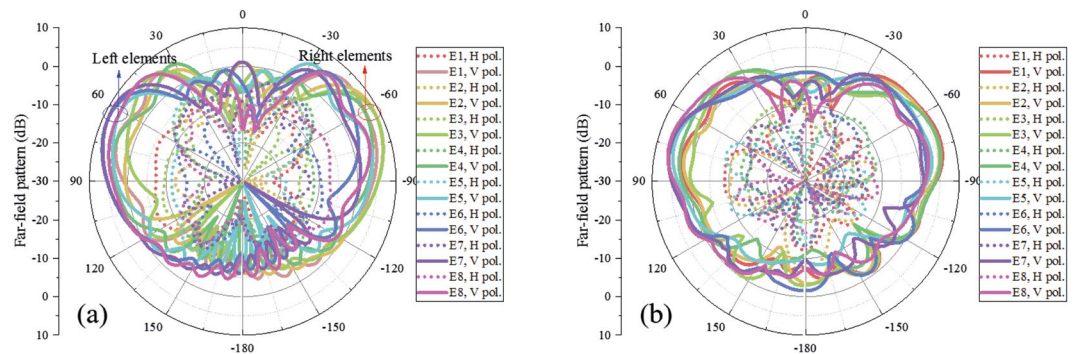 0
30
-30
60
-60
90
-90
120
-120
150
-150
-180
10
0
-10
-20
-30
-20
-10
0
10
Far-field pattern (dB)
Left elements
Right elements
(a)
E1, H pol.
E1, V pol.
E2, H pol.
E2, V pol.
E3, H pol.
E3, V pol.
E4, H pol.
E4, V pol.
E5, H pol.
E5, V pol.
E6, H pol.
E6, V pol.
E7, H pol.
E7, V pol.
E8, H pol.
E8, V pol.
0
30
-30
60
-60
90
-90
120
-120
150
-150
-180
10
0
-10
-20
-30
-20
-10
0
10
Far-field pattern (dB)
(b)
E1, H pol.
E1, V pol.
E2, H pol.
E2, V pol.
E3, H pol.
E3, V pol.
E4, H pol.
E4, V pol.
E5, H pol.
E5, V pol.
E6, H pol.
E6, V pol.
E7, H pol.
E7, V pol.
E8, H pol.
E8, V pol.